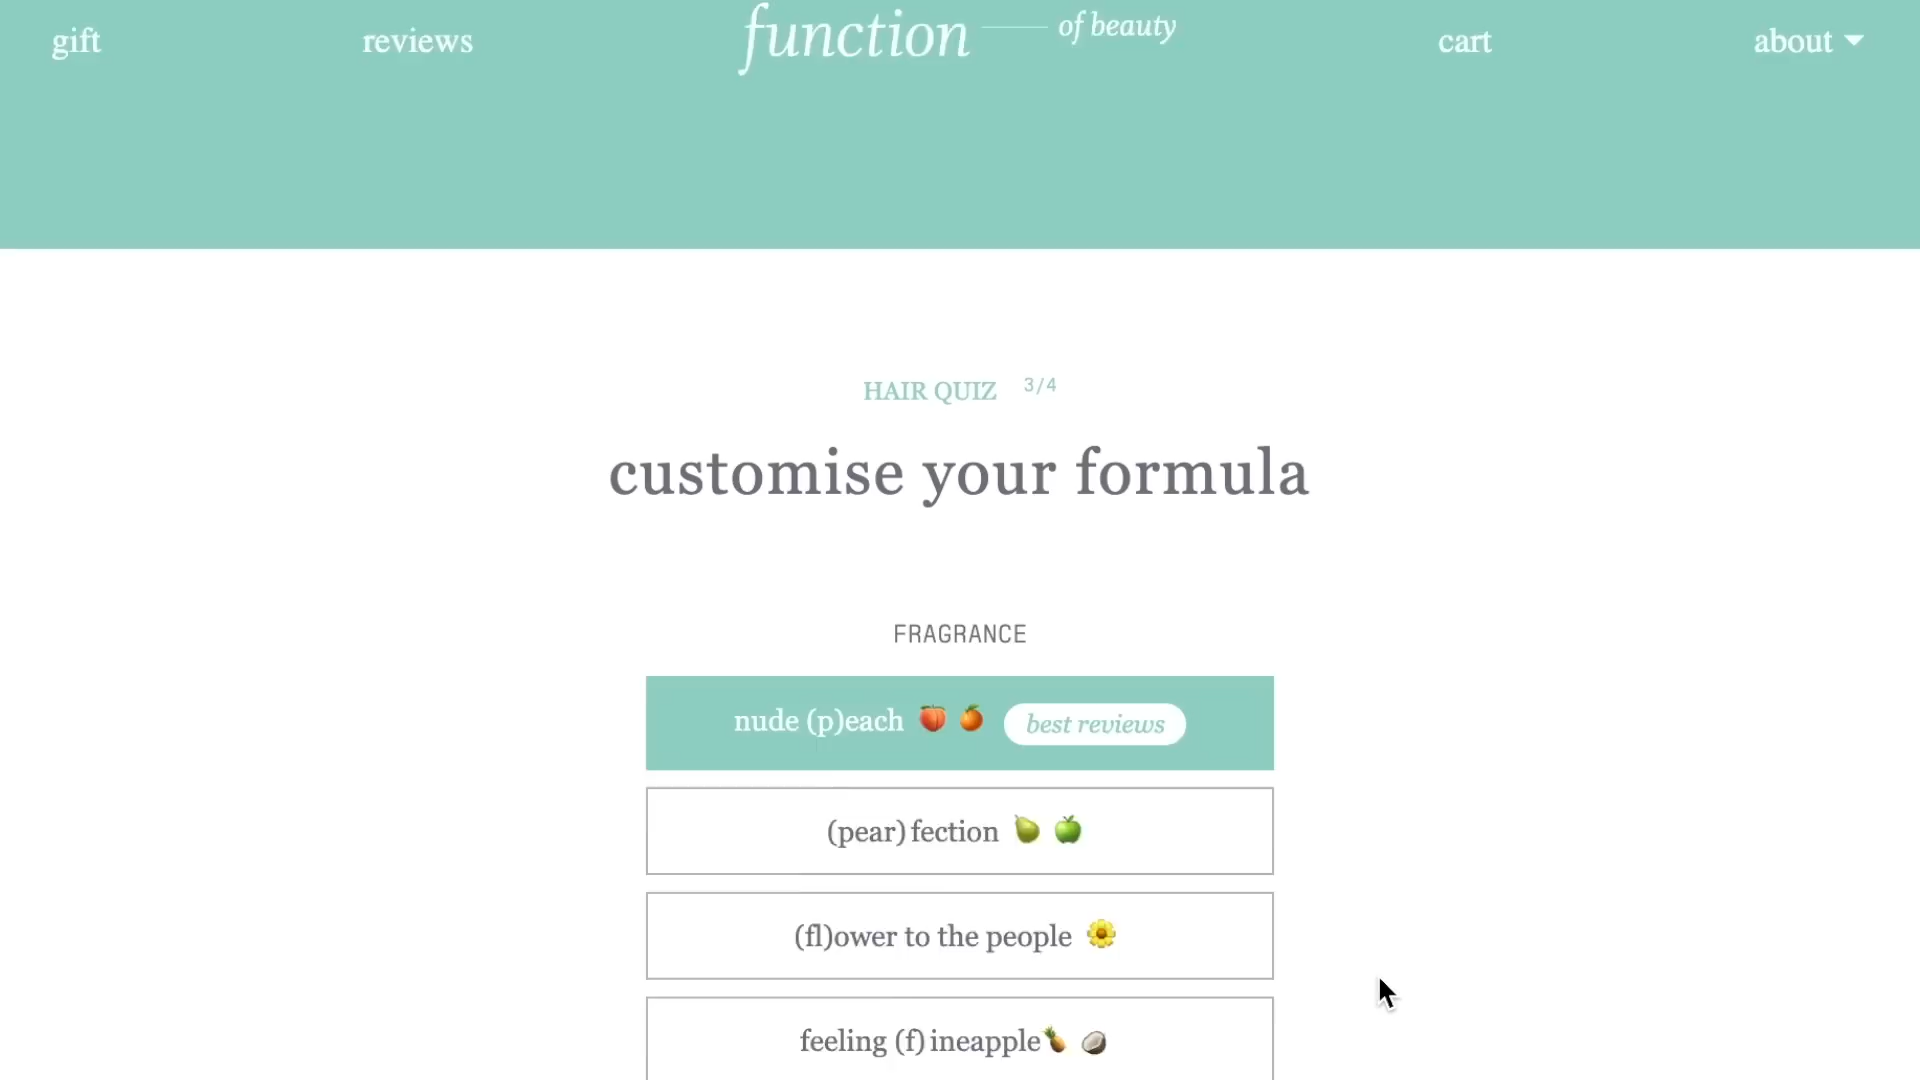 gift
reviews
function of beauty
cart
about
HAIR QUIZ 3/4
customise your formula
FRAGRANCE
nude (p)each best reviews
(pear)fection
(fl)ower to the people
feeling (f)ineapple